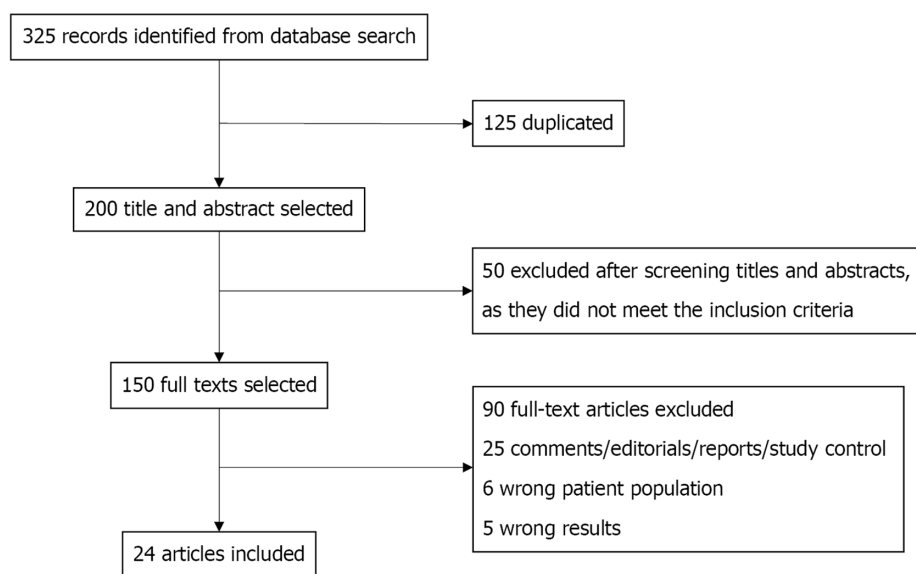 325 records identified from database search
125 duplicated
200 title and abstract selected
50 excluded after screening titles and abstracts,
as they did not meet the inclusion criteria
150 full texts selected
90 full-text articles excluded
25 comments/editorials/reports/study control
6 wrong patient population
5 wrong results
24 articles included